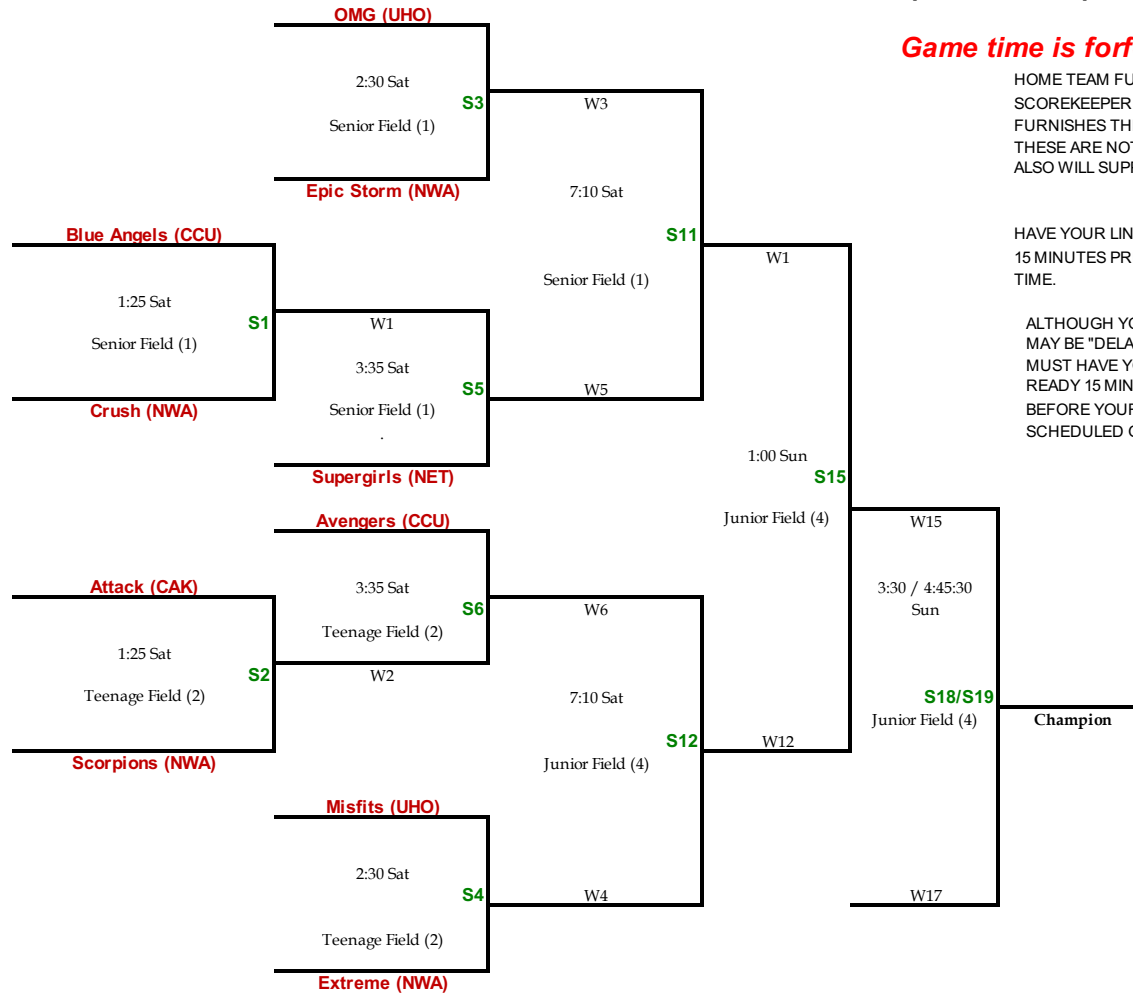 OMG (UHO)
Game time is forf
2:30 Sat
S3
W3
Senior Field (1)
HOME TEAM FU
SCOREKEEPER
FURNISHES TH
THESE ARE NOT
ALSO WILL SUPP
Epic Storm (NWA)
7:10 Sat
Blue Angels (CCU)
S11
W1
HAVE YOUR LIN
15 MINUTES PR
TIME.
Senior Field (1)
1:25 Sat
S1
W1
Senior Field (1)
ALTHOUGH YO
MAY BE "DELA
MUST HAVE Y
READY 15 MIN
BEFORE YOUR
SCHEDULED
3:35 Sat
S5
W5
Crush (NWA)
Senior Field (1)
.
1:00 Sun
S15
Supergirls (NET)
Avengers (CCU)
Junior Field (4)
W15
Attack (CAK)
3:35 Sat
S6
W6
3:30 / 4:45:30
Sun
Teenage Field (2)
1:25 Sat
S2
W2
Teenage Field (2)
7:10 Sat
S18/S19
Junior Field (4)
Champion
S12
W12
Scorpions (NWA)
Junior Field (4)
Misfits (UHO)
2:30 Sat
S4
W4
W17
Teenage Field (2)
Extreme (NWA)